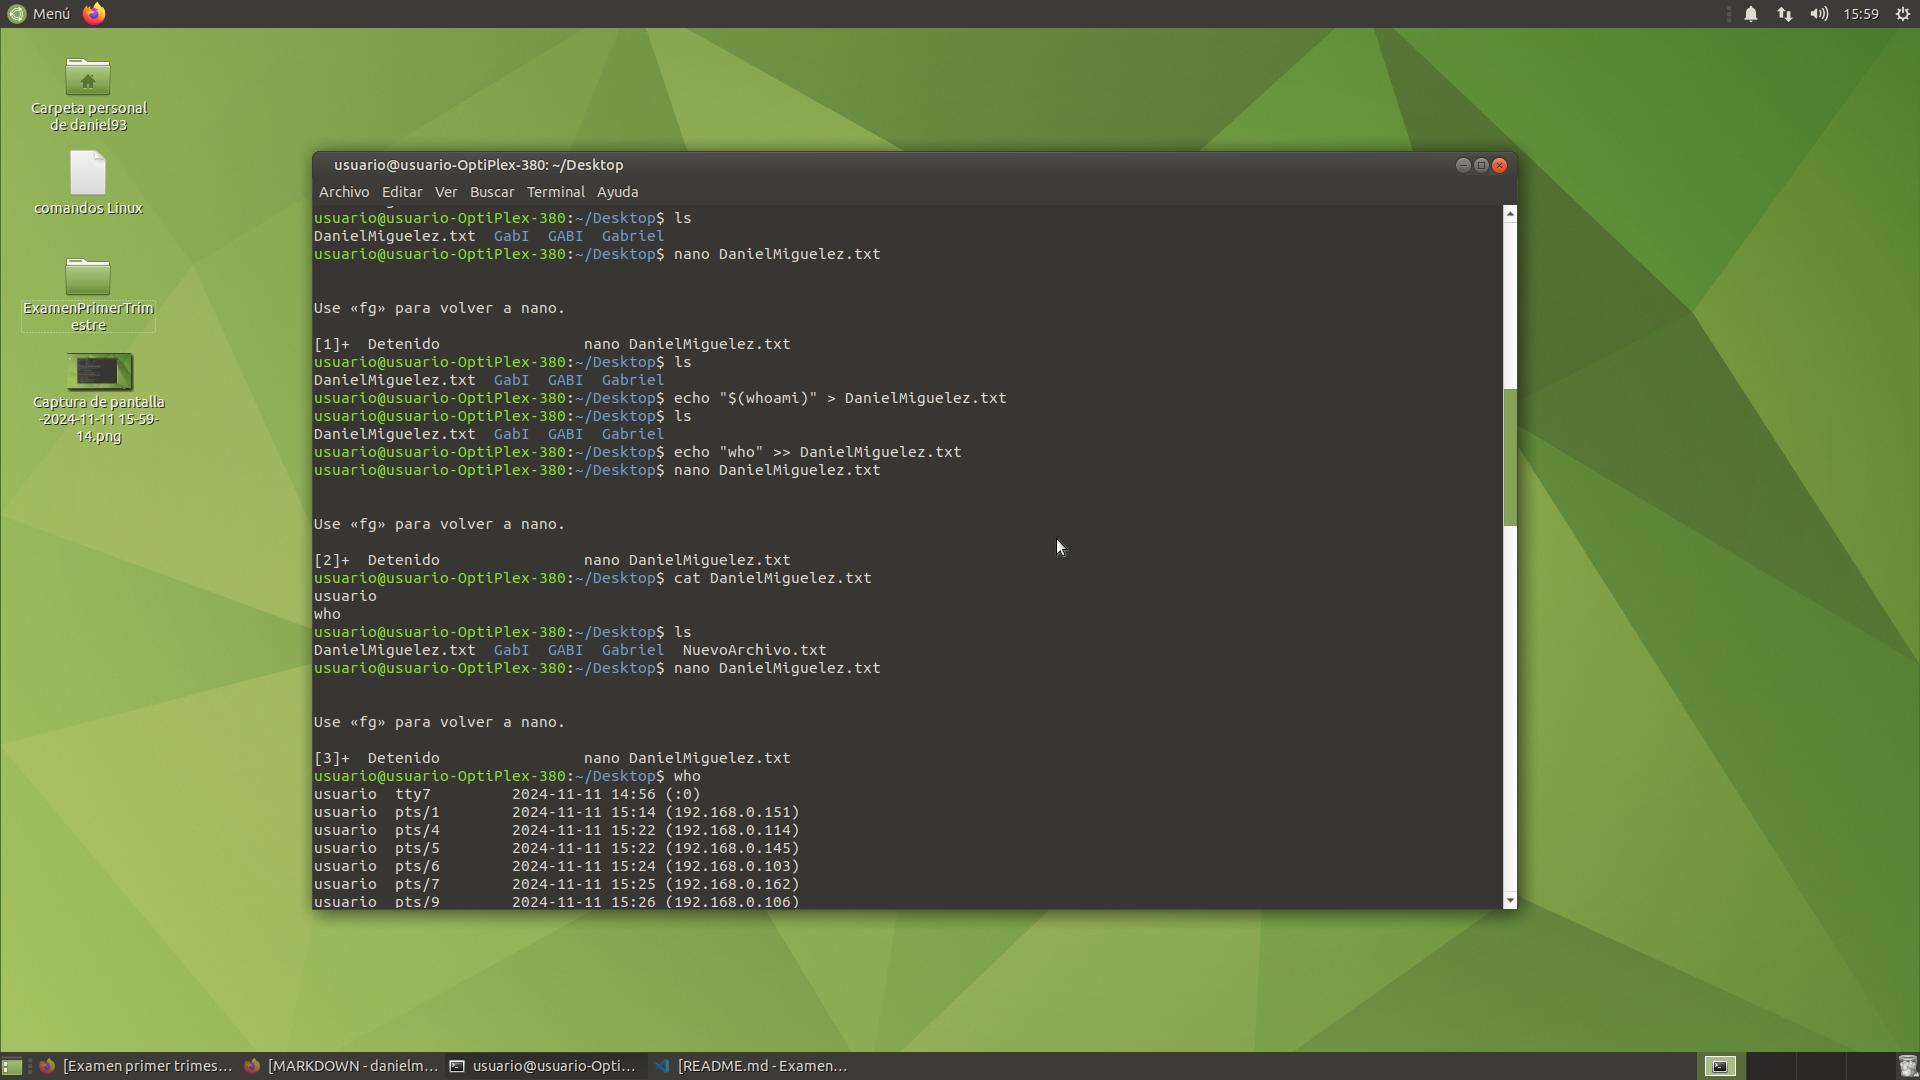 Menú
15:59
Carpeta personal
de daniel93
comandos Linux
ExamenPrimerTrim
estre
Captura de pantalla
-2024-11-11 15-59-
14.png
usuario@usuario-OptiPlex-380: ~/Desktop
Archivo Editar Ver Buscar Terminal Ayuda
usuario@usuario-OptiPlex-380:~/Desktop$ ls
DanielMiguelez.txt  GabI  GABI  Gabriel
usuario@usuario-OptiPlex-380:~/Desktop$ nano DanielMiguelez.txt
Use «fg» para volver a nano.
[1]+  Detenido                nano DanielMiguelez.txt
usuario@usuario-OptiPlex-380:~/Desktop$ ls
DanielMiguelez.txt  GabI  GABI  Gabriel
usuario@usuario-OptiPlex-380:~/Desktop$ echo "$(whoami)" > DanielMiguelez.txt
usuario@usuario-OptiPlex-380:~/Desktop$ ls
DanielMiguelez.txt  GabI  GABI  Gabriel
usuario@usuario-OptiPlex-380:~/Desktop$ echo "who" >> DanielMiguelez.txt
usuario@usuario-OptiPlex-380:~/Desktop$ nano DanielMiguelez.txt
Use «fg» para volver a nano.
[2]+  Detenido                nano DanielMiguelez.txt
usuario@usuario-OptiPlex-380:~/Desktop$ cat DanielMiguelez.txt
usuario
who
usuario@usuario-OptiPlex-380:~/Desktop$ ls
DanielMiguelez.txt  GabI  GABI  Gabriel  NuevoArchivo.txt
usuario@usuario-OptiPlex-380:~/Desktop$ nano DanielMiguelez.txt
Use «fg» para volver a nano.
[3]+  Detenido                nano DanielMiguelez.txt
usuario@usuario-OptiPlex-380:~/Desktop$ who
usuario  tty7         2024-11-11 14:56 (:0)
usuario  pts/1        2024-11-11 15:14 (192.168.0.151)
usuario  pts/4        2024-11-11 15:22 (192.168.0.114)
usuario  pts/5        2024-11-11 15:22 (192.168.0.145)
usuario  pts/6        2024-11-11 15:24 (192.168.0.103)
usuario  pts/7        2024-11-11 15:25 (192.168.0.162)
usuario  pts/9        2024-11-11 15:26 (192.168.0.106)
[Examen primer trimes...
[MARKDOWN - danielm...
usuario@usuario-Opti...
[README.md - Examen...